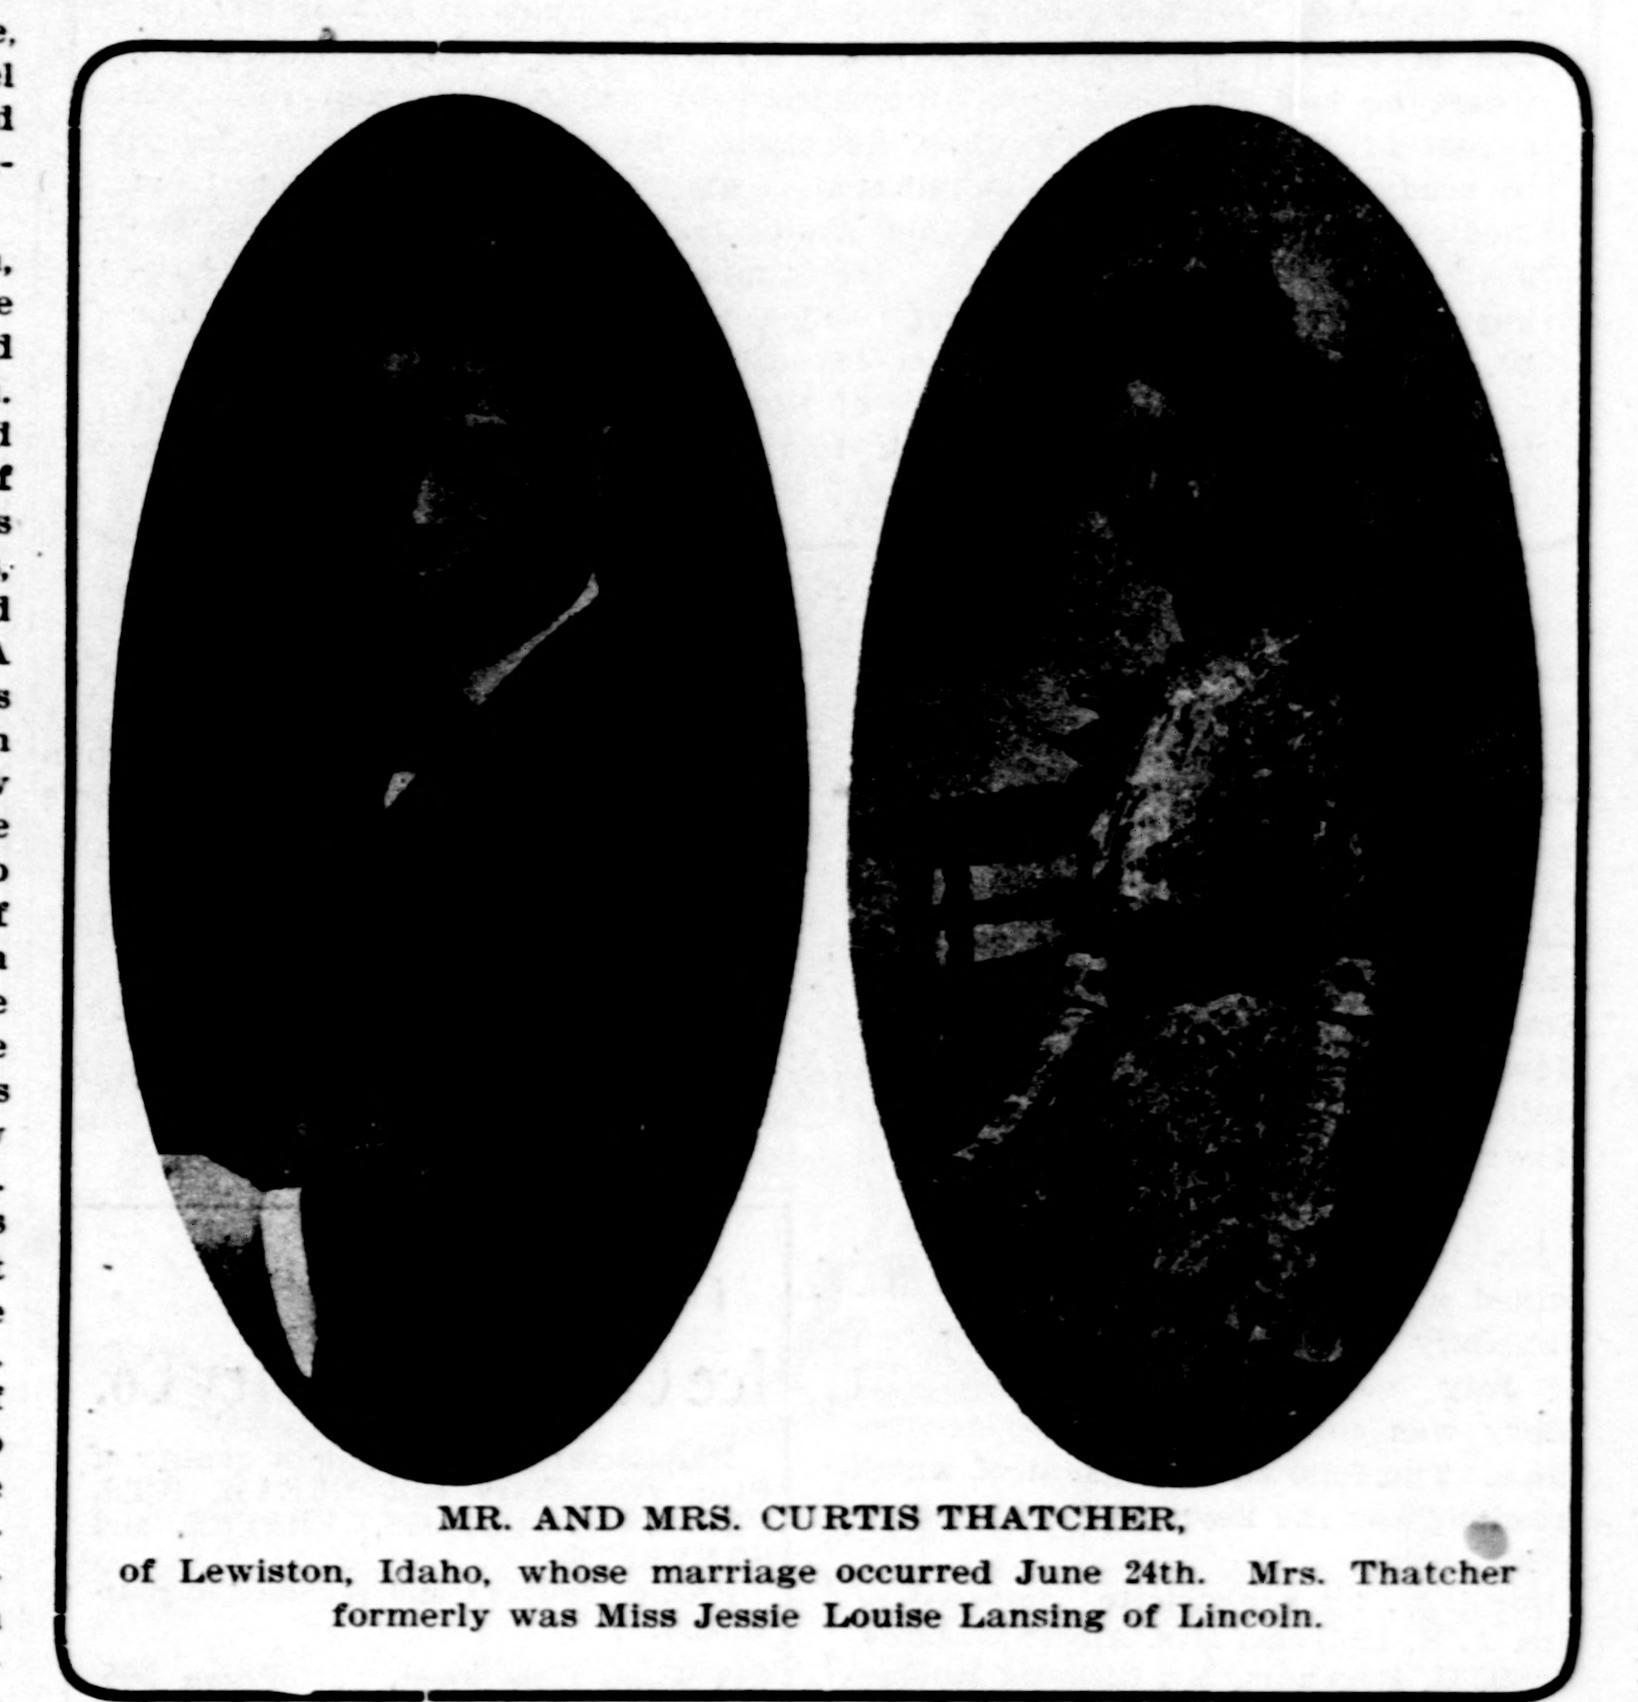 MR. AND MRS. CURTIS THATCHER,
of Lewiston, Idaho, whose marriage occurred June 24th. Mrs. Thatcher
formerly was Miss Jessie Louise Lansing of Lincoln.